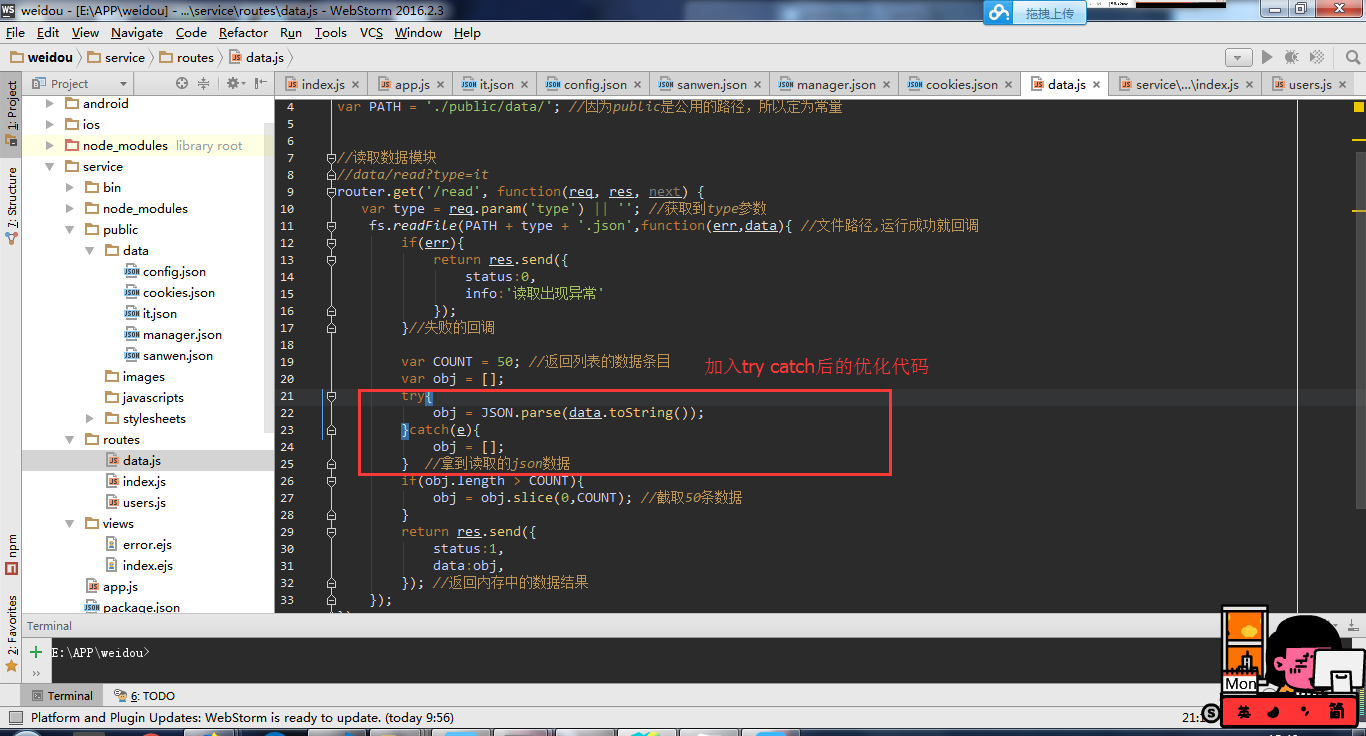 weidou - [E:\APP\weidou] - ...\service\routes\data.js - WebStorm 2016.2.3
拖拽上传
File Edit View Navigate Code Refactor Run Tools VCS Window Help
weidou service routes data.js
Project
index.js app.js it.json config.json sanwen.json manager.json cookies.json data.js service\...\index.js users.js
1: Project
7: Structure
npm
2: Favorites
android
ios
node_modules library root
service
bin
node_modules
public
data
config.json
cookies.json
it.json
manager.json
sanwen.json
images
javascripts
stylesheets
routes
data.js
index.js
users.js
views
error.ejs
index.ejs
app.js
package.json
4 var PATH = './public/data/'; //因为public是公用的路径，所以定为常量
5
6
7 //读取数据模块
8 //data/read?type=it
9 router.get('/read', function(req, res, next) {
10 var type = req.param('type') || ''; //获取到type参数
11 fs.readFile(PATH + type + '.json',function(err,data){ //文件路径,运行成功就回调
12 if(err){
13 return res.send({
14 status:0,
15 info:'读取出现异常'
16 });
17 }//失败的回调
18
19 var COUNT = 50; //返回列表的数据条目
加入try catch后的优化代码
20 var obj = [];
21 try{
22 obj = JSON.parse(data.toString());
23 }catch(e){
24 obj = [];
25 } //拿到读取的json数据
26 if(obj.length > COUNT){
27 obj = obj.slice(0,COUNT); //截取50条数据
28 }
29 return res.send({
30 status:1,
31 data:obj,
32 }); //返回内存中的数据结果
33 });
Terminal
E:\APP\weidou>
Terminal 6: TODO
Platform and Plugin Updates: WebStorm is ready to update. (today 9:56)
Mon
S 英 简